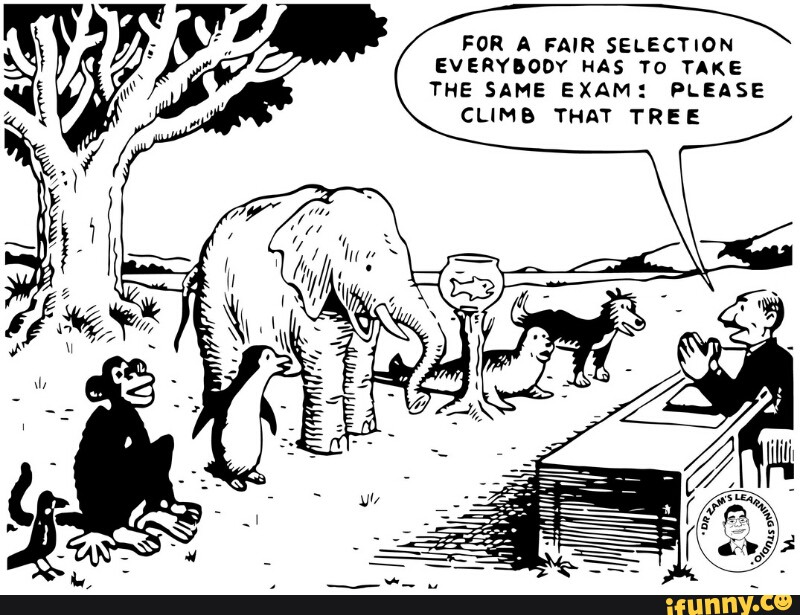 FOR A FAIR SELECTION
EVERYBODY HAS TO TAKE
THE SAME EXAM: PLEASE
CLIMB THAT TREE
DR ZAM'S LEARNING STUDIO
ifunny.co